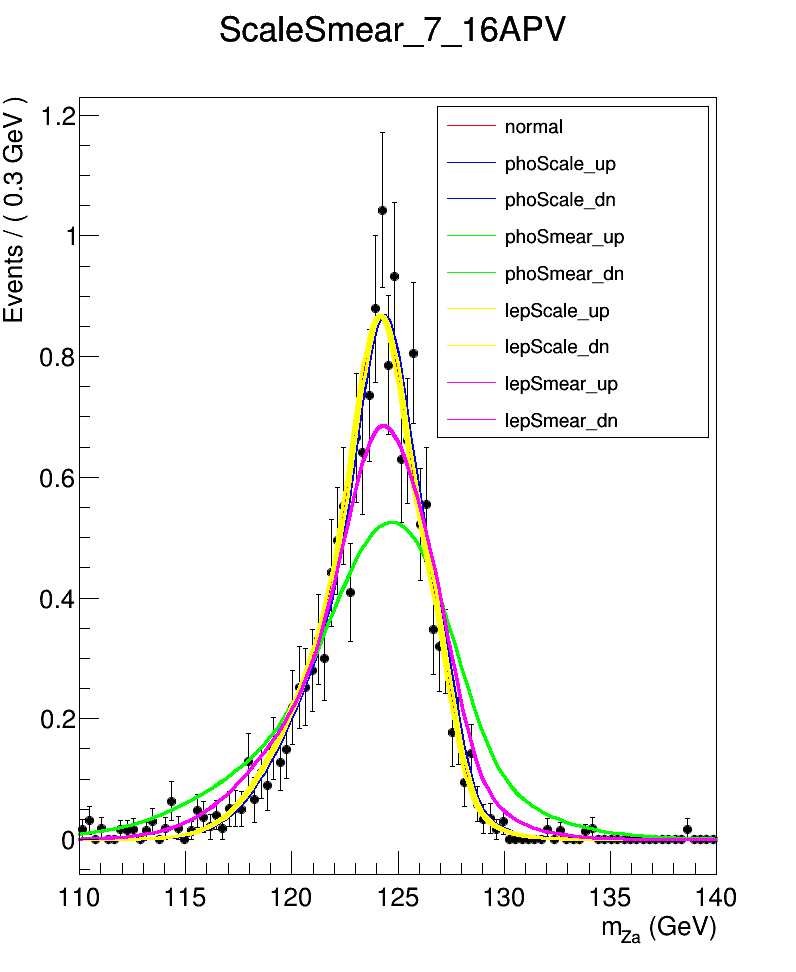 ScaleSmear_7_16APV
Events / ( 0.3 GeV )
1.2
1
0.8
0.6
0.4
0.2
0
normal
phoScale_up
phoScale_dn
phoSmear_up
phoSmear_dn
lepScale_up
lepScale_dn
lepSmear_up
lepSmear_dn
110 115 120 125 130 135 140
mZa (GeV)